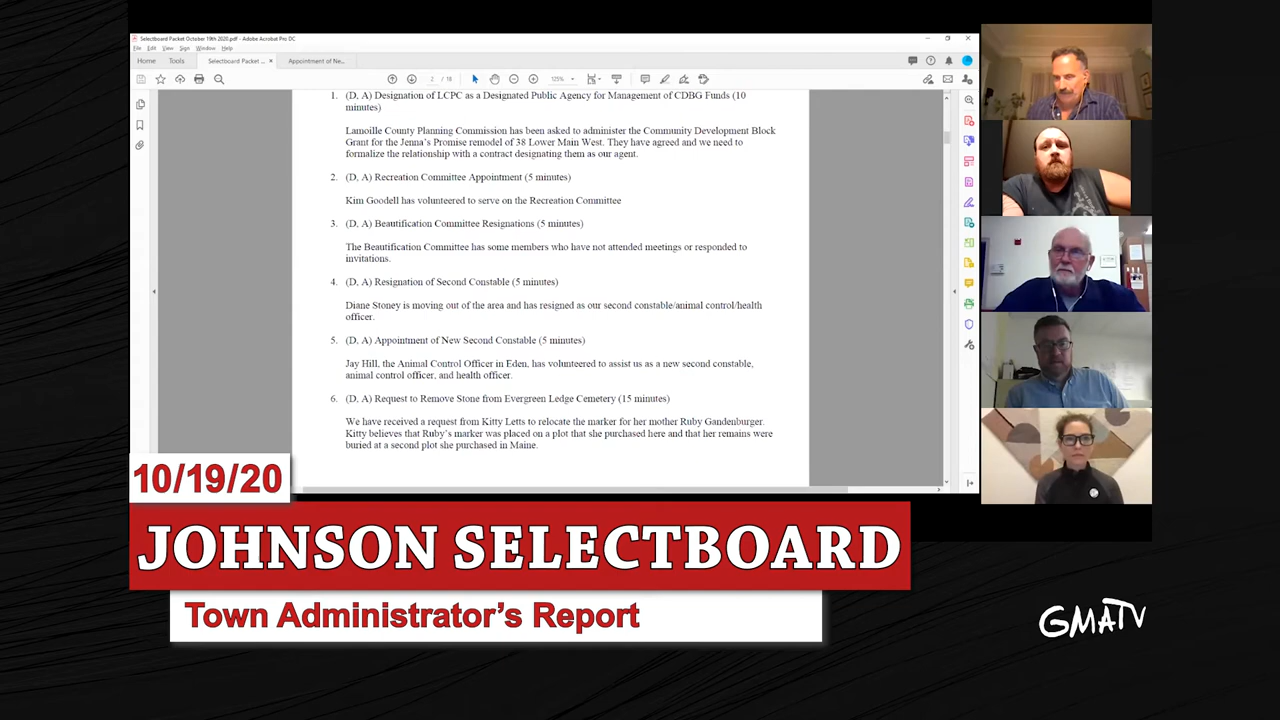 Selectboard Packet October 19th 2020.pdf - Adobe Acrobat Pro DC
File Edit View Sign Window Help
Home Tools Selectboard Packet ... × Appointment of Ne...
2 / 18 125%
1. (D, A) Designation of LCPC as a Designated Public Agency for Management of CDBG Funds (10
minutes)
Lamoille County Planning Commission has been asked to administer the Community Development Block
Grant for the Jenna's Promise remodel of 38 Lower Main West. They have agreed and we need to
formalize the relationship with a contract designating them as our agent.
2. (D, A) Recreation Committee Appointment (5 minutes)
Kim Goodell has volunteered to serve on the Recreation Committee
3. (D, A) Beautification Committee Resignations (5 minutes)
The Beautification Committee has some members who have not attended meetings or responded to
invitations.
4. (D, A) Resignation of Second Constable (5 minutes)
Diane Stoney is moving out of the area and has resigned as our second constable/animal control/health
officer.
5. (D, A) Appointment of New Second Constable (5 minutes)
Jay Hill, the Animal Control Officer in Eden, has volunteered to assist us as a new second constable,
animal control officer, and health officer.
6. (D, A) Request to Remove Stone from Evergreen Ledge Cemetery (15 minutes)
We have received a request from Kitty Letts to relocate the marker for her mother Ruby Gandenburger.
Kitty believes that Ruby's marker was placed on a plot that she purchased here and that her remains were
buried at a second plot she purchased in Maine.
10/19/20
JOHNSON SELECTBOARD
Town Administrator's Report
GMATV